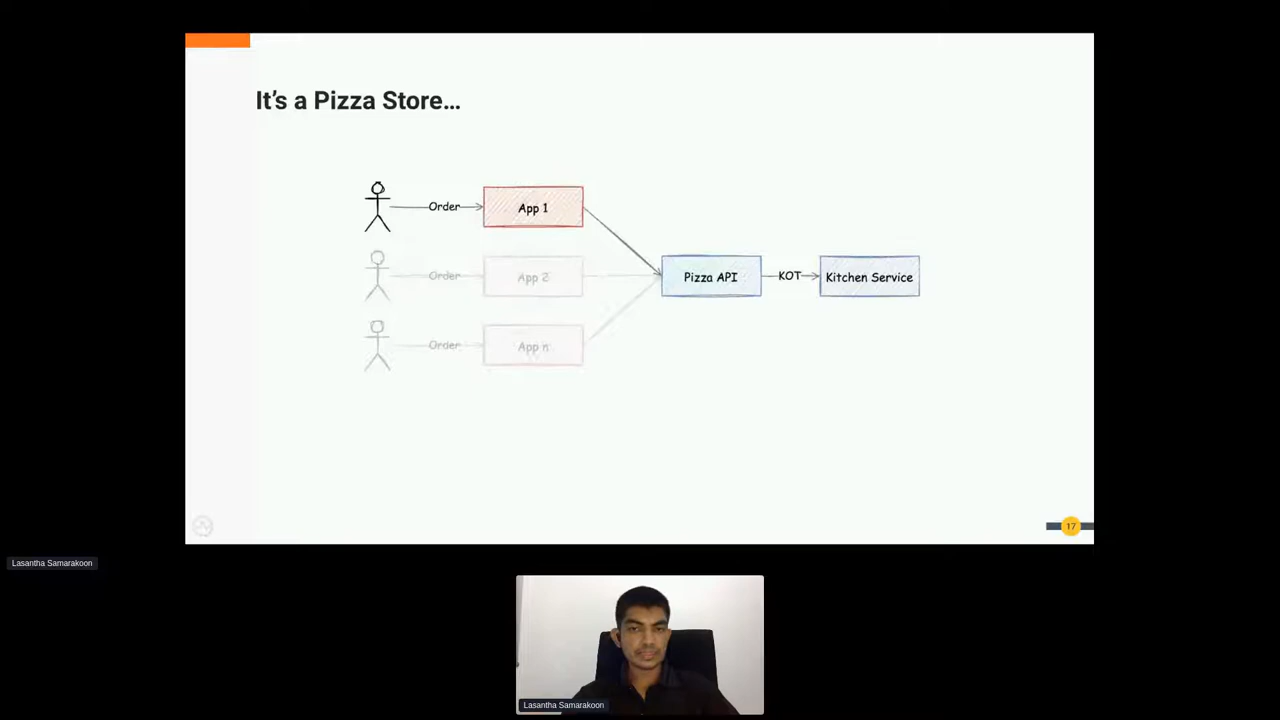 It's a Pizza Store...
Order
App 1
Order
App 2
Pizza API
KOT
Kitchen Service
Order
App n
17
Lasantha Samarakoon
Lasantha Samarakoon